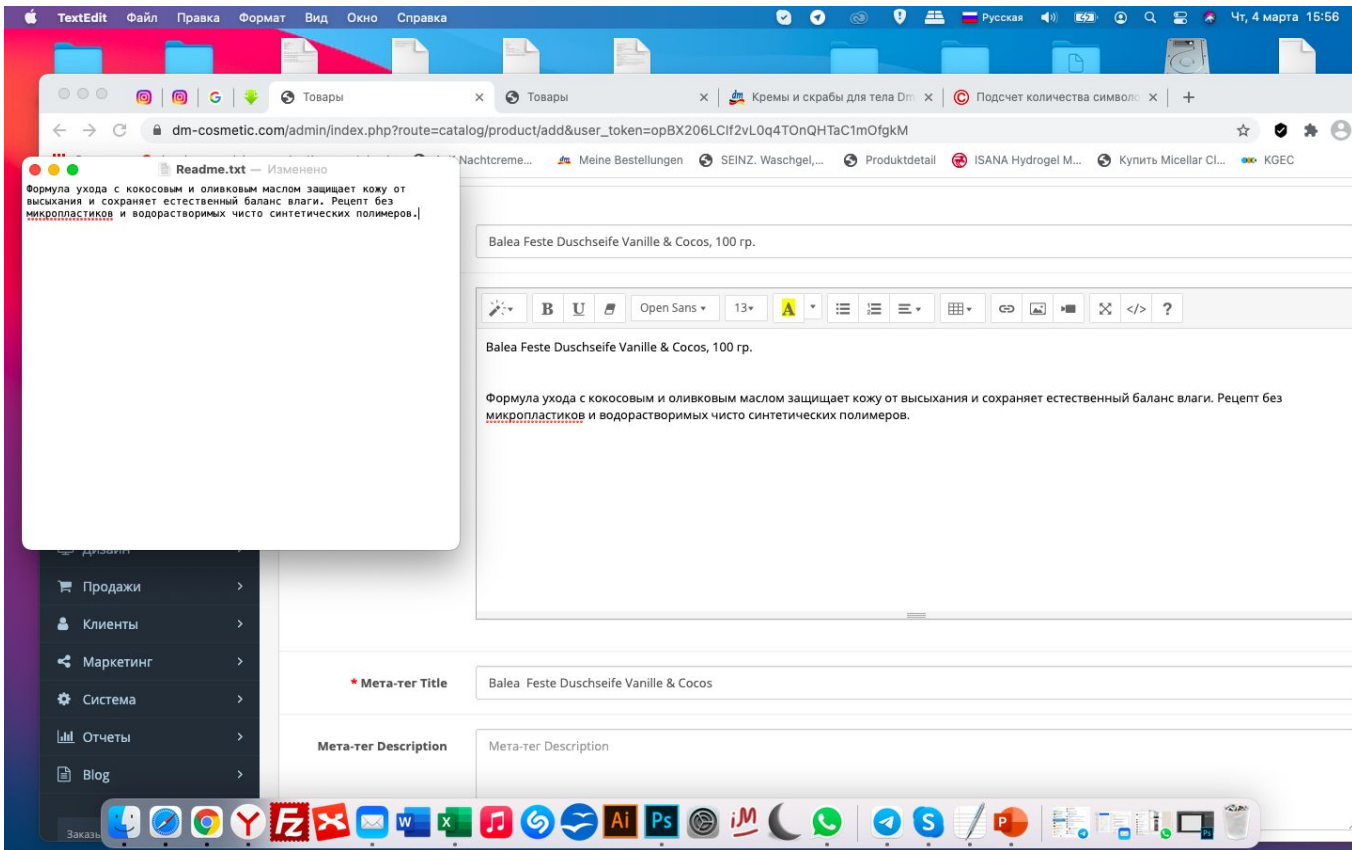 TextEdit Файл Правка Формат Вид Окно Справка Русская Чт, 4 марта 15:56
Товары Товары Кремы и скрабы для тела Dm Подсчет количества символо
dm-cosmetic.com/admin/index.php?route=catalog/product/add&user_token=opBX206LCIf2vL0q4TOnQHTaC1mOfgkM
Nachtcreme... Meine Bestellungen SEINZ. Waschgel,... Produktdetail ISANA Hydrogel M... Купить Micellar Cl... KGEC
Readme.txt — Изменено
Формула ухода с кокосовым и оливковым маслом защищает кожу от
высыхания и сохраняет естественный баланс влаги. Рецепт без
микропластиков и водорастворимых чисто синтетических полимеров.
Balea Feste Duschseife Vanille & Cocos, 100 гр.
B U Open Sans 13 A </> ?
Balea Feste Duschseife Vanille & Cocos, 100 гр.
Формула ухода с кокосовым и оливковым маслом защищает кожу от высыхания и сохраняет естественный баланс влаги. Рецепт без
микропластиков и водорастворимых чисто синтетических полимеров.
Дизайн
Продажи
Клиенты
Маркетинг
Система
Отчеты
Blog
* Мета-тег Title Balea Feste Duschseife Vanille & Cocos
Мета-тег Description Мета-тег Description
Заказы
Ai Ps